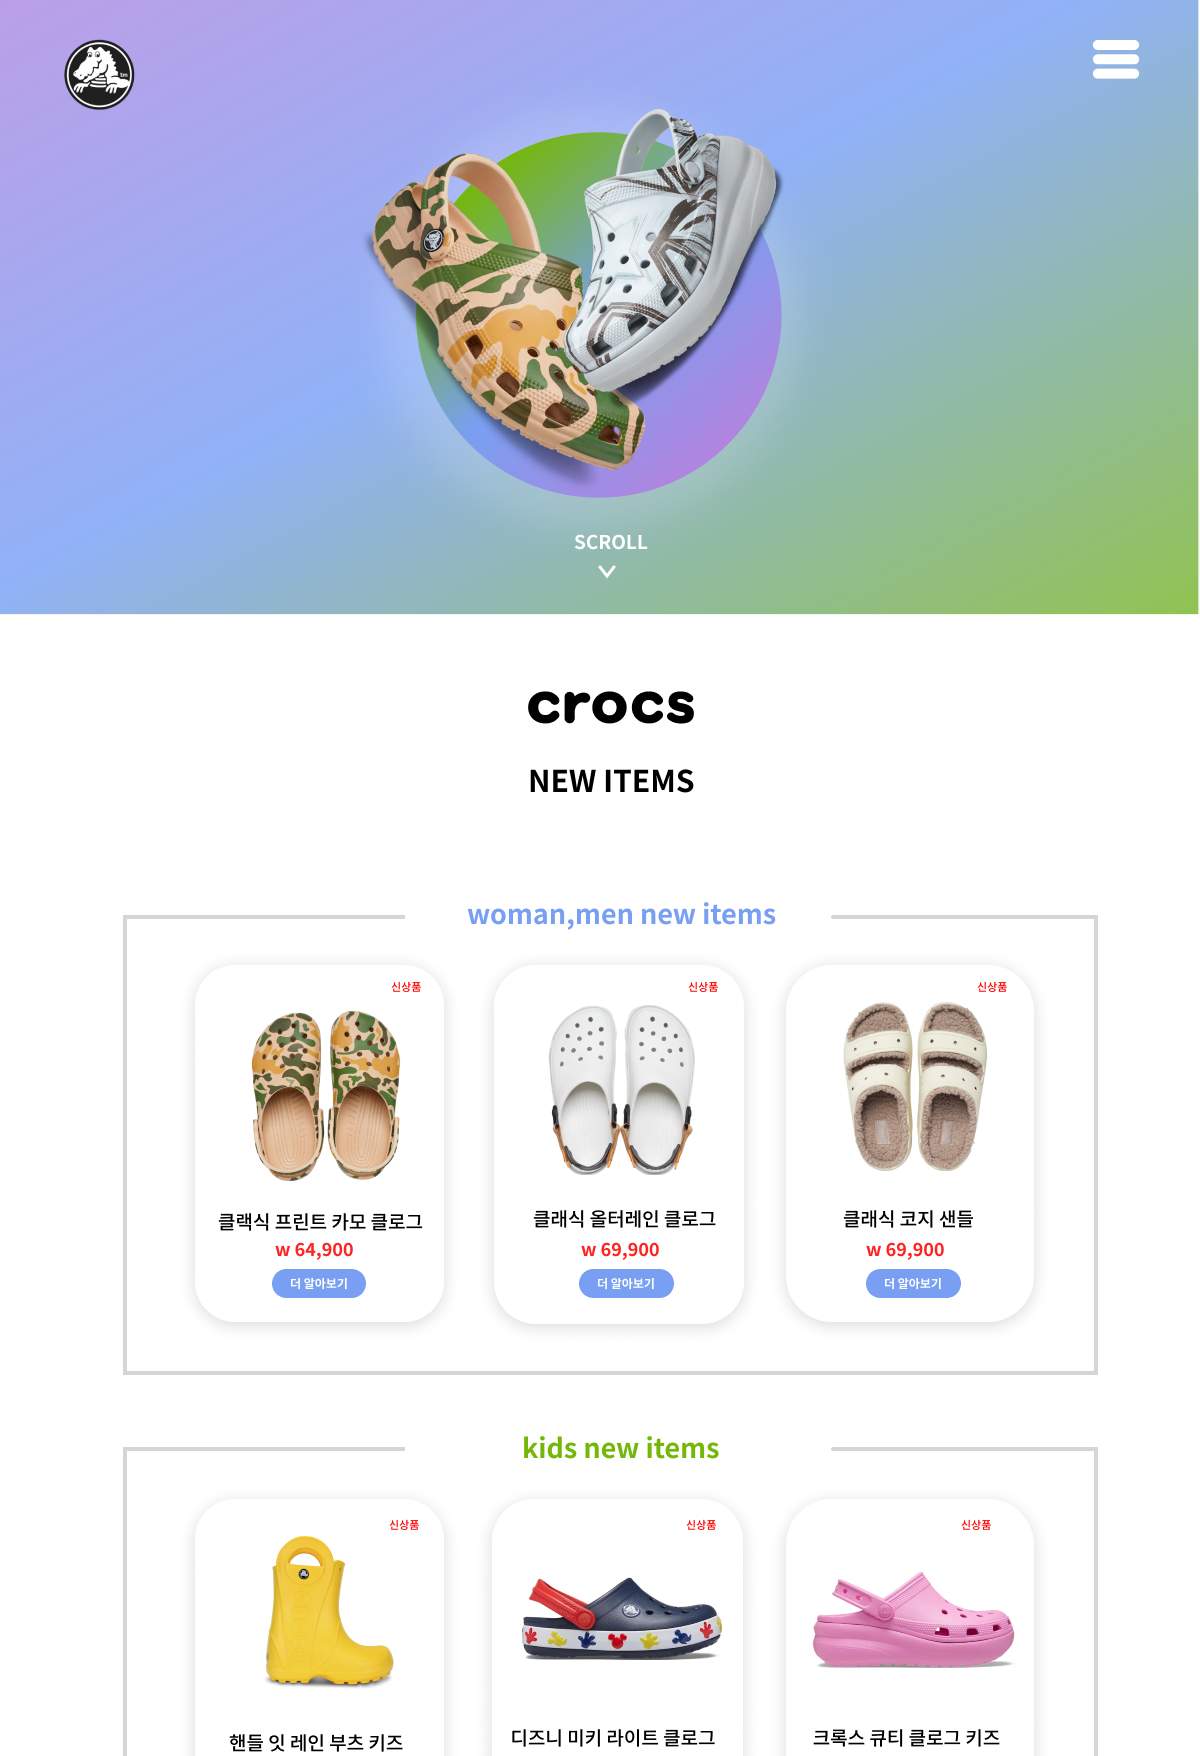 SCROLL
crocs
NEW ITEMS
woman,men new items
신상품
신상품
신상품
클랙식 프린트 카모 클로그
클래식 올터레인 클로그
클래식 코지 샌들
w 64,900
w 69,900
w 69,900
더 알아보기
더 알아보기
더 알아보기
kids new items
신상품
신상품
신상품
핸들 잇 레인 부츠 키즈
디즈니 미키 라이트 클로그
크록스 큐티 클로그 키즈